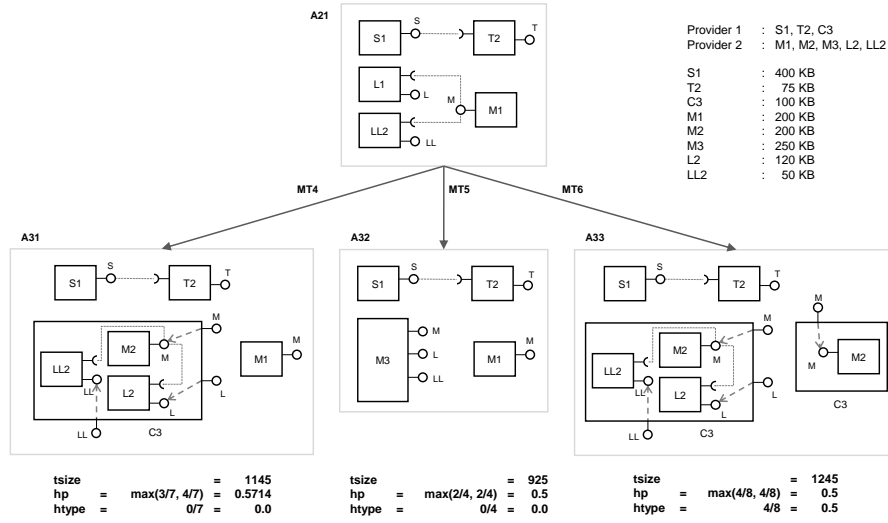 A21
S1
S
T2
T
L1
L
M
M1
LL2
LL
Provider 1 : S1, T2, C3
Provider 2 : M1, M2, M3, L2, LL2
S1 : 400 KB
T2 : 75 KB
C3 : 100 KB
M1 : 200 KB
M2 : 200 KB
M3 : 250 KB
L2 : 120 KB
LL2 : 50 KB
MT4
MT5
MT6
A31
S1
S
T2
T
M2
M
M
LL2
LL
L2
L
L
LL
C3
M1
M
A32
S1
S
T2
T
M3
M
L
LL
M1
M
A33
S1
S
T2
T
M2
M
M
LL2
LL
L2
L
L
LL
C3
M
M
M2
C3
tsize = 1145
hp = max(3/7, 4/7) = 0.5714
htype = 0/7 = 0.0
tsize = 925
hp = max(2/4, 2/4) = 0.5
htype = 0/4 = 0.0
tsize = 1245
hp = max(4/8, 4/8) = 0.5
htype = 4/8 = 0.5